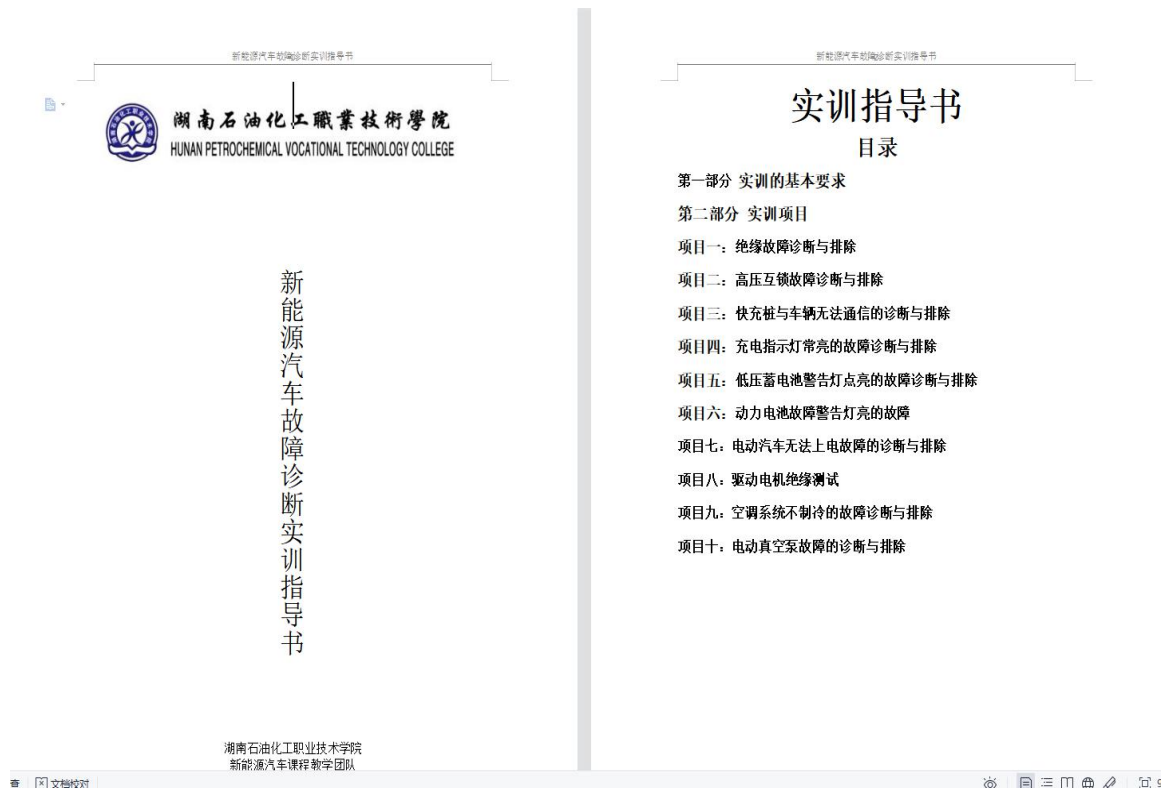 新能源汽车故障诊断实训指导书
湖南石油化工職業技術學院
HUNAN PETROCHEMICAL VOCATIONAL TECHNOLOGY COLLEGE
新能源汽车故障诊断实训指导书
湖南石油化工职业技术学院
新能源汽车课程教学团队
新能源汽车故障诊断实训指导书
实训指导书
目录
第一部分 实训的基本要求
第二部分 实训项目
项目一：绝缘故障诊断与排除
项目二：高压互锁故障诊断与排除
项目三：快充桩与车辆无法通信的诊断与排除
项目四：充电指示灯常亮的故障诊断与排除
项目五：低压蓄电池警告灯点亮的故障诊断与排除
项目六：动力电池故障警告灯亮的故障
项目七：电动汽车无法上电故障的诊断与排除
项目八：驱动电机绝缘测试
项目九：空调系统不制冷的故障诊断与排除
项目十：电动真空泵故障的诊断与排除
查 文档校对